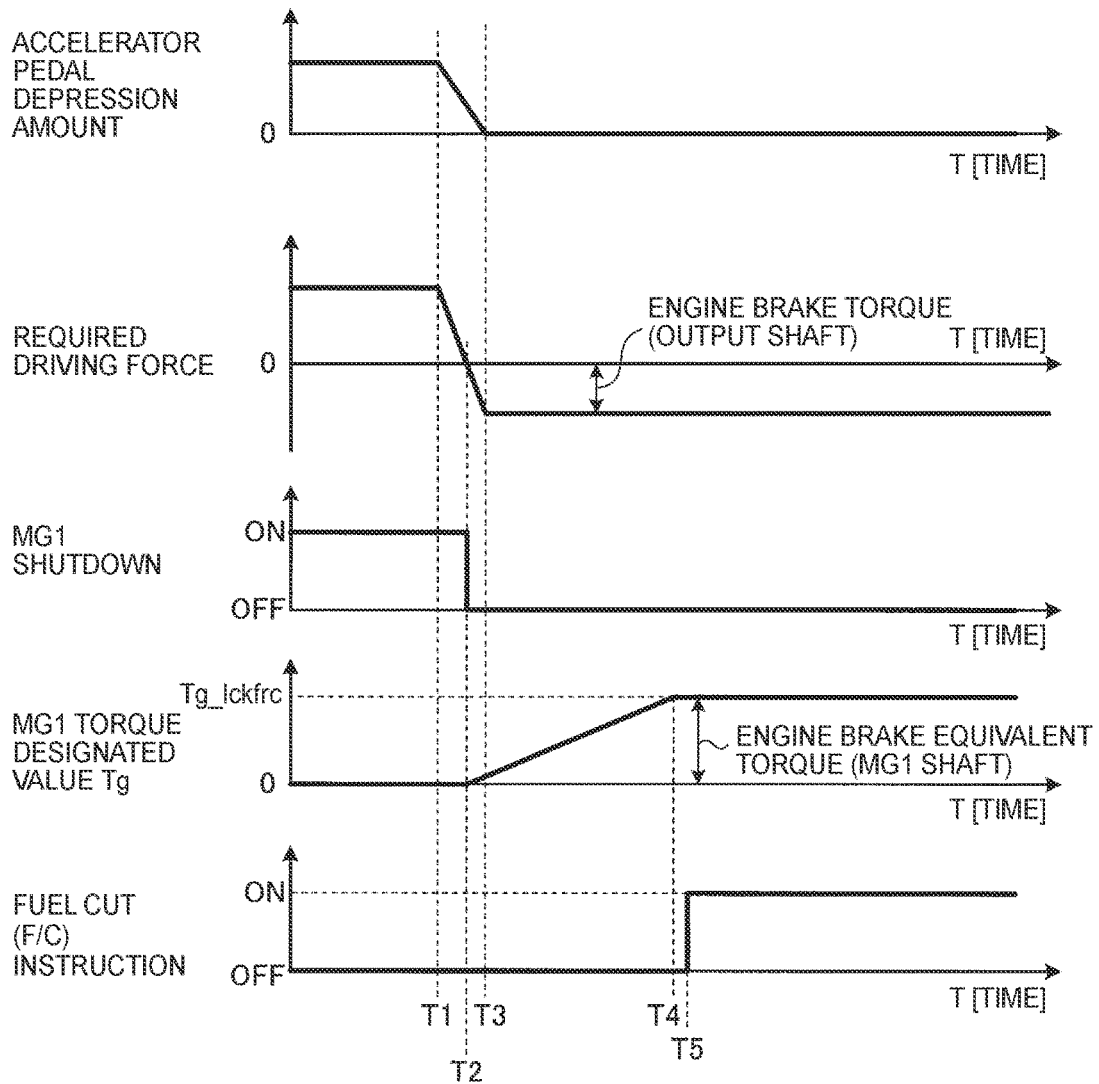 ACCELERATOR
PEDAL
DEPRESSION
AMOUNT
0
T [TIME]
REQUIRED
DRIVING FORCE
0
ENGINE BRAKE TORQUE
(OUTPUT SHAFT)
T [TIME]
MG1
SHUTDOWN
ON
OFF
T [TIME]
MG1 TORQUE
DESIGNATED
VALUE Tg
Tg_lckfrc
0
ENGINE BRAKE EQUIVALENT
TORQUE (MG1 SHAFT)
T [TIME]
FUEL CUT
(F/C)
INSTRUCTION
ON
OFF
T [TIME]
T1 T3 T4
T2 T5